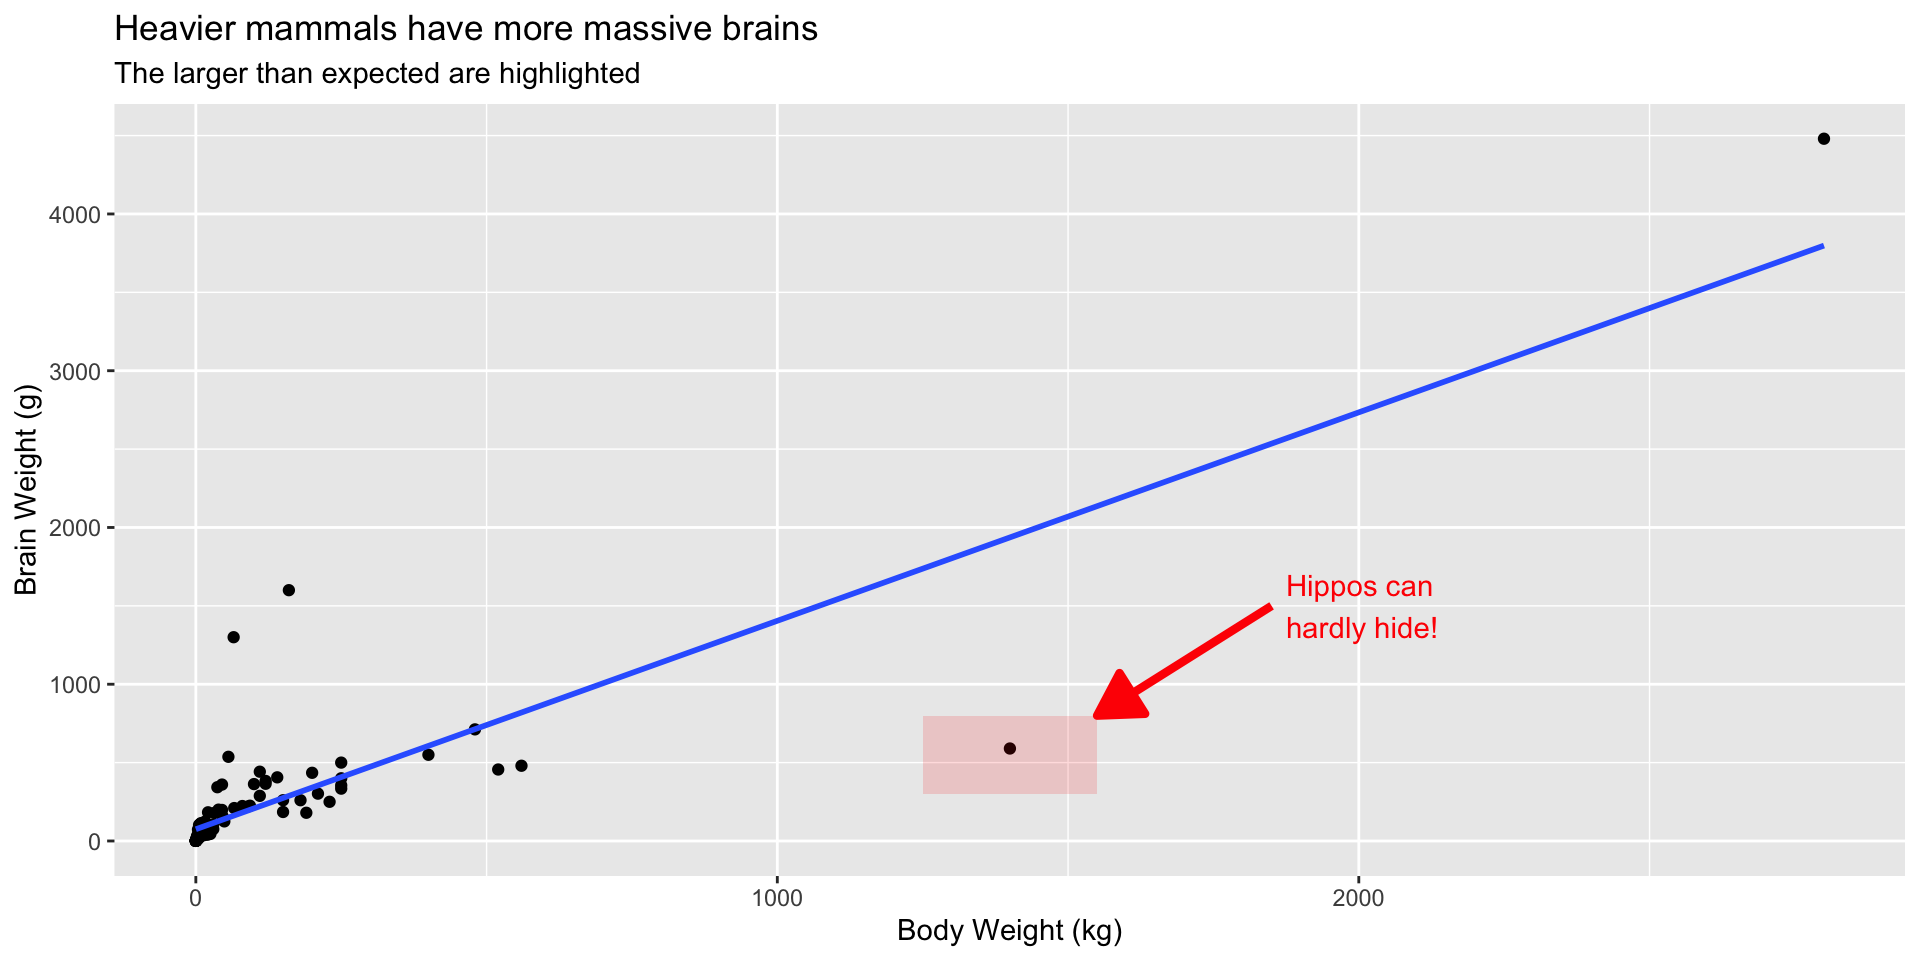 Heavier mammals have more massive brains
The larger than expected are highlighted
Brain Weight (g)
4000
3000
2000
1000
0
Hippos can
hardly hide!
0
1000
2000
Body Weight (kg)